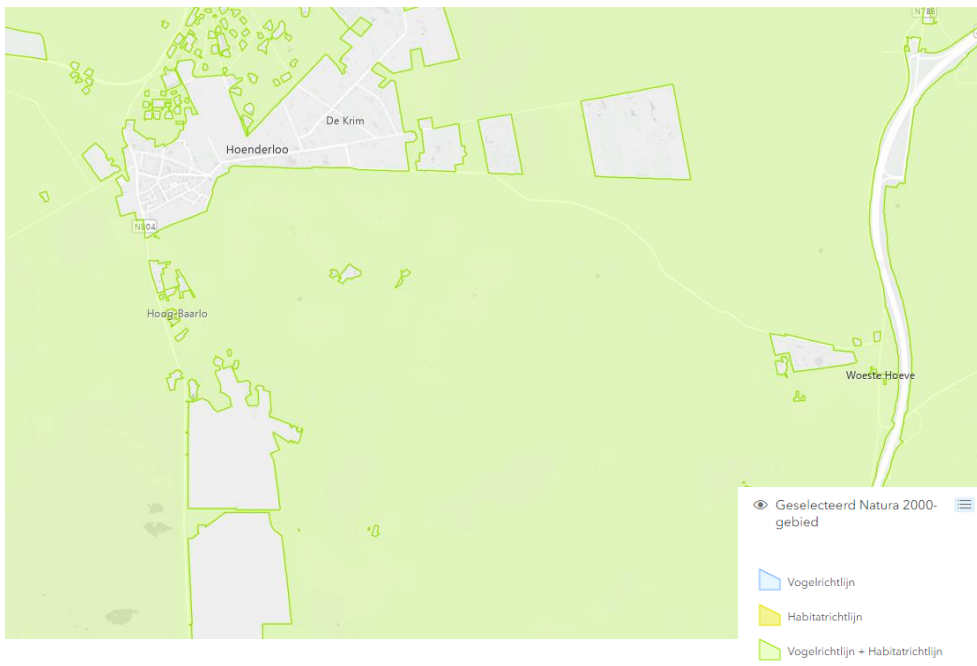 N788
De Krim
Hoenderloo
N804
Hoog-Baarlo
Woeste Hoeve
Geselecteerd Natura 2000-
gebied
Vogelrichtlijn
Habitatrichtlijn
Vogelrichtlijn + Habitatrichtlijn